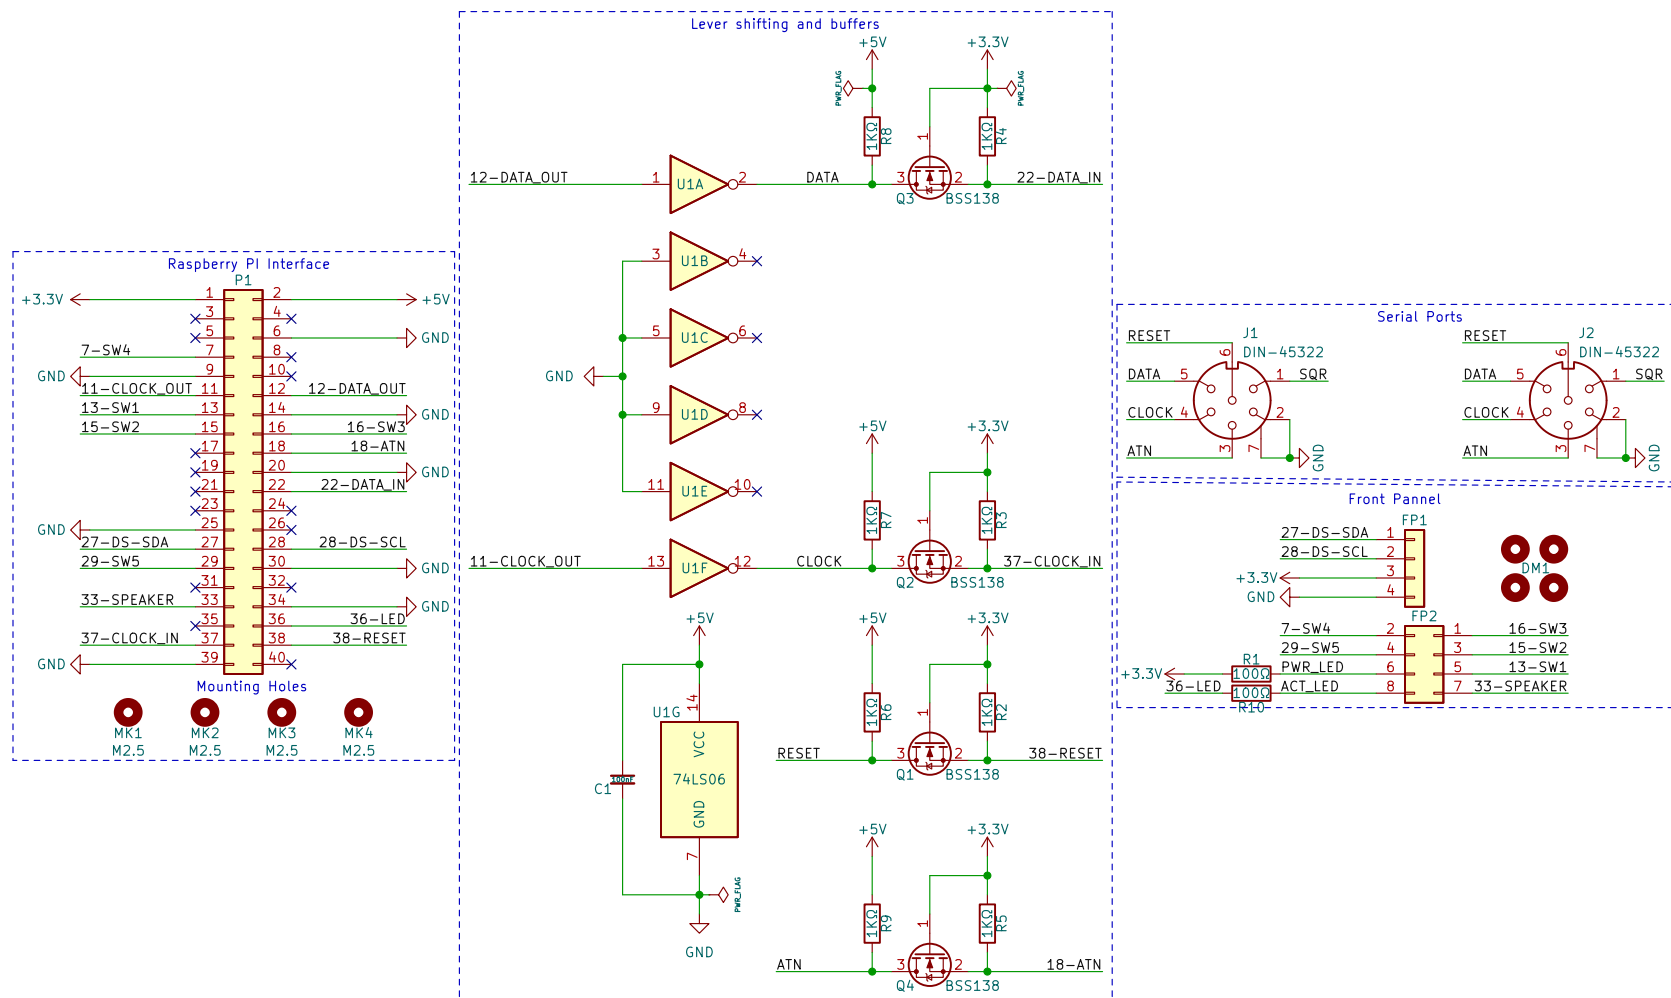 Lever shifting and buffers
+5V
+3.3V
PWR_FLAG
PWR_FLAG
1KΩ
R8
1
1KΩ
R4
12-DATA_OUT
1
U1A
2
DATA
3
2
22-DATA_IN
Q3
BSS138
3
U1B
4
5
U1C
6
GND
9
U1D
8
11
U1E
10
+5V
+3.3V
1KΩ
R7
1
1KΩ
R3
11-CLOCK_OUT
13
U1F
12
CLOCK
3
2
37-CLOCK_IN
Q2
BSS138
+5V
+5V
+3.3V
14
1KΩ
R6
1
1KΩ
R2
U1G
VCC
74LS06
GND
7
C1
100nF
RESET
3
2
38-RESET
Q1
BSS138
PWR_FLAG
GND
+5V
+3.3V
1KΩ
R9
1
1KΩ
R5
ATN
3
2
18-ATN
Q4
BSS138
Raspberry PI Interface
P1
+3.3V
1
2
+5V
3
4
5
6
GND
7-SW4
7
8
GND
9
10
11-CLOCK_OUT
11
12
12-DATA_OUT
13-SW1
13
14
GND
15-SW2
15
16
16-SW3
17
18
18-ATN
19
20
GND
21
22
22-DATA_IN
23
24
GND
25
26
27-DS-SDA
27
28
28-DS-SCL
29-SW5
29
30
GND
31
32
33-SPEAKER
33
34
GND
35
36
36-LED
37-CLOCK_IN
37
38
38-RESET
GND
39
40
Mounting Holes
MK1
MK2
MK3
MK4
M2.5
M2.5
M2.5
M2.5
Serial Ports
RESET
J1
DIN-45322
6
DATA
5
1
SQR
CLOCK
4
2
ATN
3
7
GND
RESET
J2
DIN-45322
6
DATA
5
1
SQR
CLOCK
4
2
ATN
3
7
GND
Front Pannel
FP1
27-DS-SDA
1
28-DS-SCL
2
+3.3V
3
GND
4
DM1
FP2
7-SW4
2
1
16-SW3
29-SW5
4
3
15-SW2
+3.3V
R1
100Ω
PWR_LED
6
5
13-SW1
36-LED
100Ω
R10
ACT_LED
8
7
33-SPEAKER